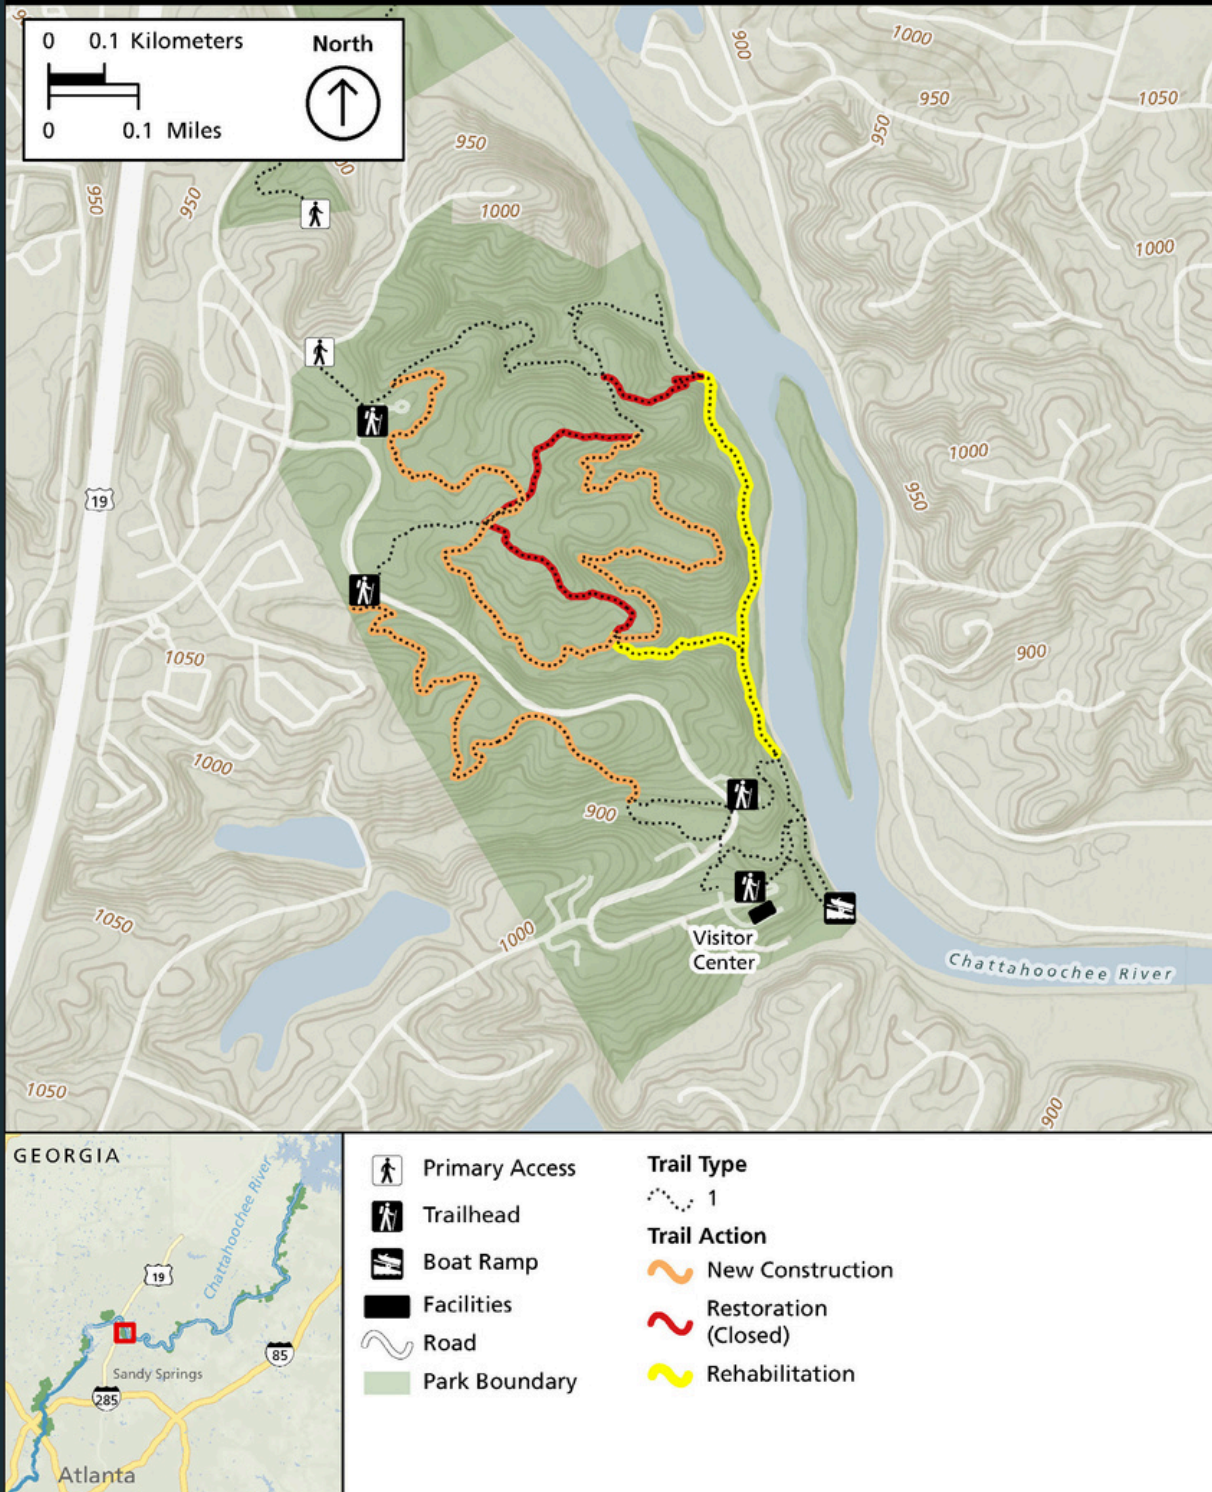 0 0.1 Kilometers
North
0 0.1 Miles
900
1000
950
1050
950
950
950
950
1000
1000
1000
950
19
900
1050
1000
900
1050
1000
Visitor
Center
Chattahoochee River
1050
900
GEORGIA
Chattahoochee River
19
85
Sandy Springs
285
Atlanta
Primary Access
Trailhead
Boat Ramp
Facilities
Road
Park Boundary
Trail Type
1
Trail Action
New Construction
Restoration
(Closed)
Rehabilitation